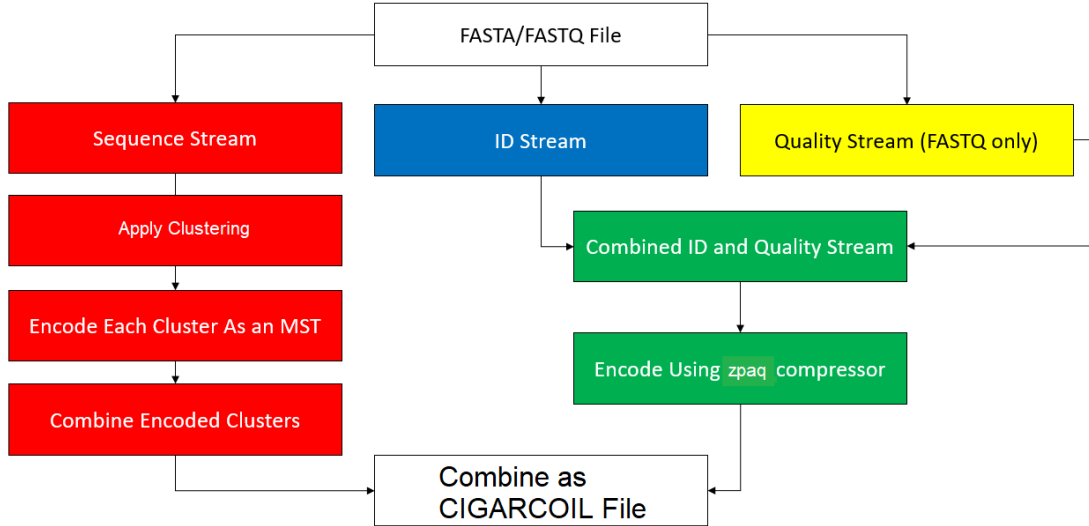 FASTA/FASTQ File
Sequence Stream
ID Stream
Quality Stream (FASTQ only)
Apply Clustering
Combined ID and Quality Stream
Encode Each Cluster As an MST
Encode Using zpaq compressor
Combine Encoded Clusters
Combine as
CIGARCOIL File